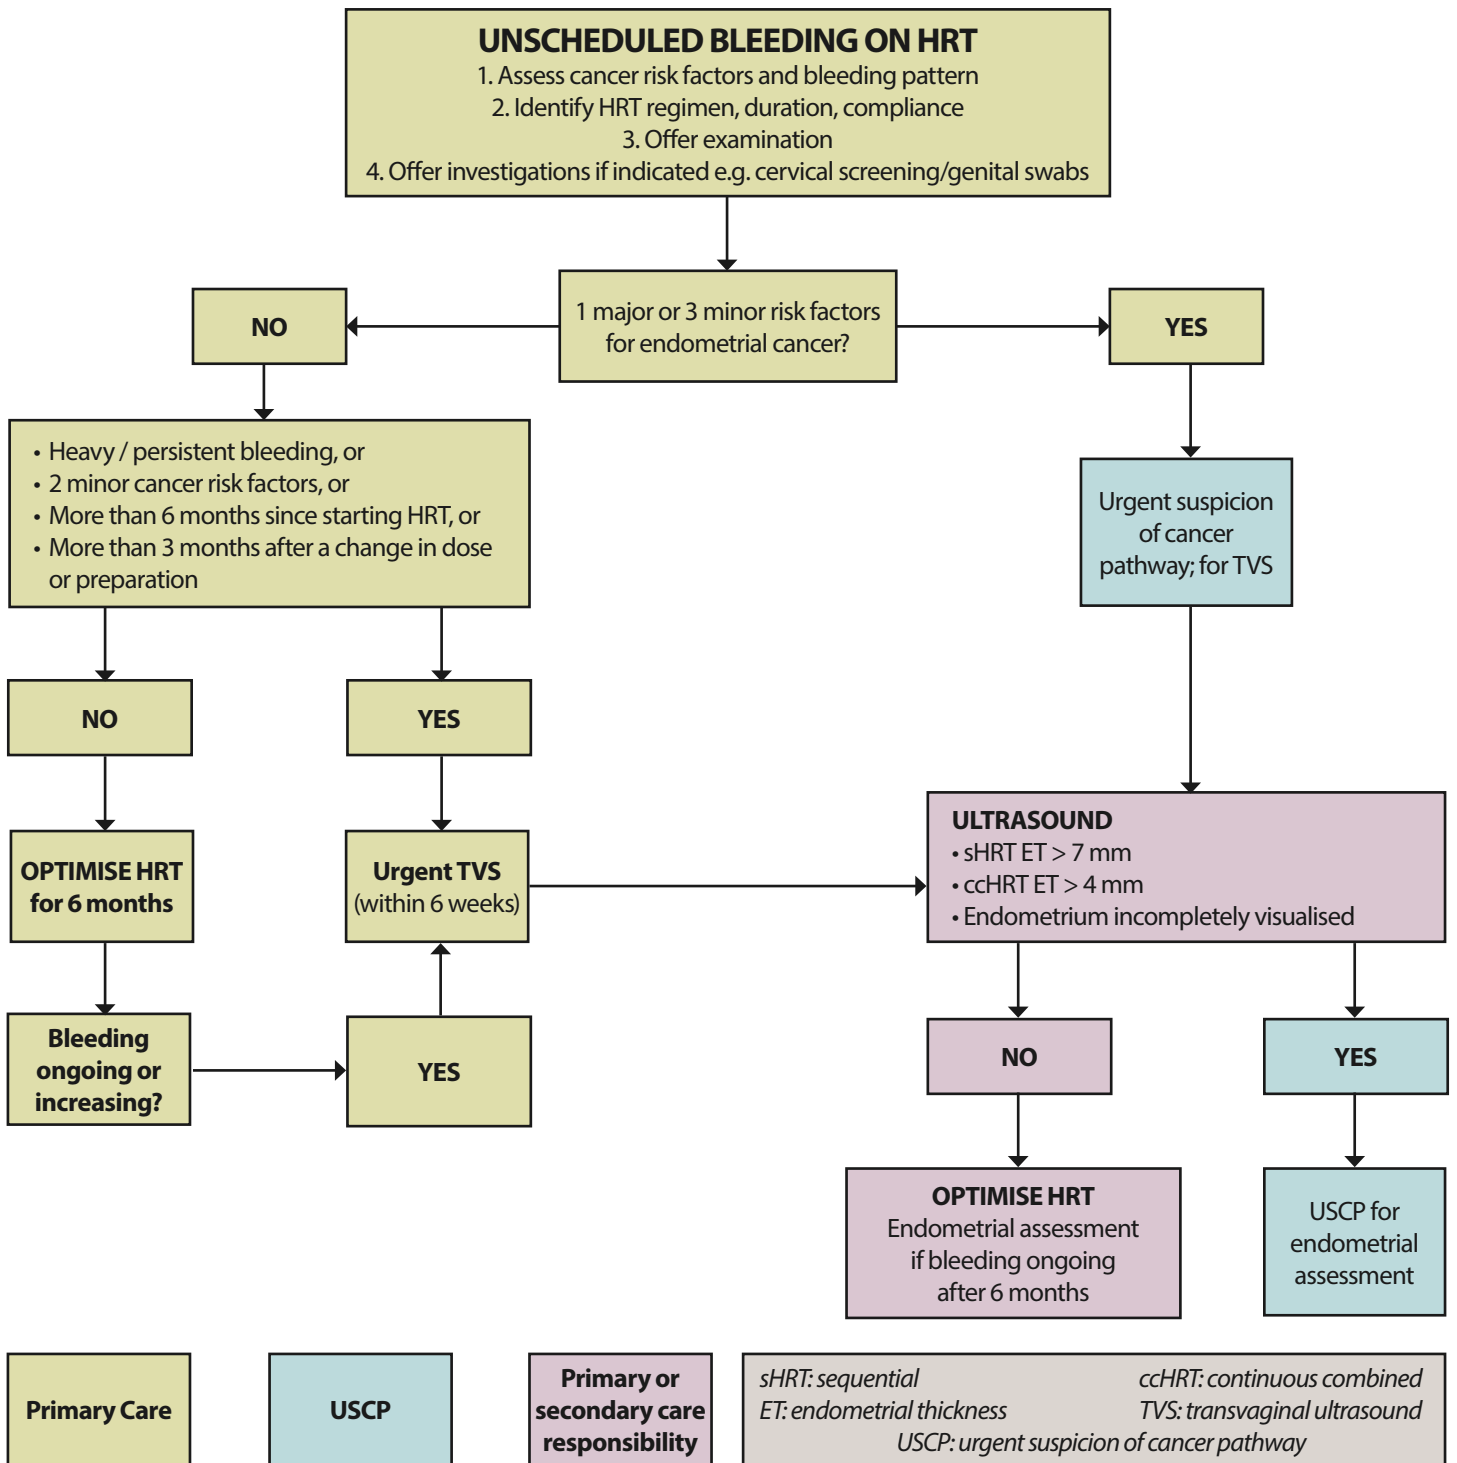 UNSCHEDULED BLEEDING ON HRT
1. Assess cancer risk factors and bleeding pattern
2. Identify HRT regimen, duration, compliance
3. Offer examination
4. Offer investigations if indicated e.g. cervical screening/genital swabs
1 major or 3 minor risk factors
for endometrial cancer?
NO
YES
• Heavy / persistent bleeding, or
• 2 minor cancer risk factors, or
• More than 6 months since starting HRT, or
• More than 3 months after a change in dose
or preparation
Urgent suspicion
of cancer
pathway; for TVS
NO
YES
OPTIMISE HRT
for 6 months
Urgent TVS
(within 6 weeks)
ULTRASOUND
• sHRT ET > 7 mm
• ccHRT ET > 4 mm
• Endometrium incompletely visualised
Bleeding
ongoing or
increasing?
YES
NO
YES
OPTIMISE HRT
Endometrial assessment
if bleeding ongoing
after 6 months
USCP for
endometrial
assessment
Primary Care
USCP
Primary or
secondary care
responsibility
sHRT: sequential ccHRT: continuous combined
ET: endometrial thickness TVS: transvaginal ultrasound
USCP: urgent suspicion of cancer pathway